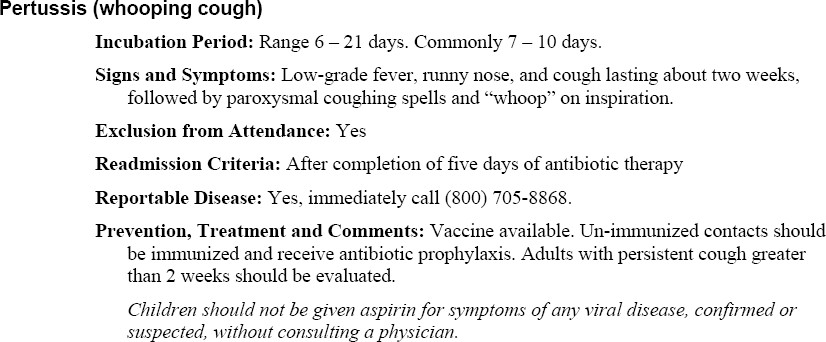 Pertussis (whooping cough)
Incubation Period: Range 6 – 21 days. Commonly 7 – 10 days.
Signs and Symptoms: Low-grade fever, runny nose, and cough lasting about two weeks,
followed by paroxysmal coughing spells and “whoop” on inspiration.
Exclusion from Attendance: Yes
Readmission Criteria: After completion of five days of antibiotic therapy
Reportable Disease: Yes, immediately call (800) 705-8868.
Prevention, Treatment and Comments: Vaccine available. Un-immunized contacts should
be immunized and receive antibiotic prophylaxis. Adults with persistent cough greater
than 2 weeks should be evaluated.
Children should not be given aspirin for symptoms of any viral disease, confirmed or
suspected, without consulting a physician.